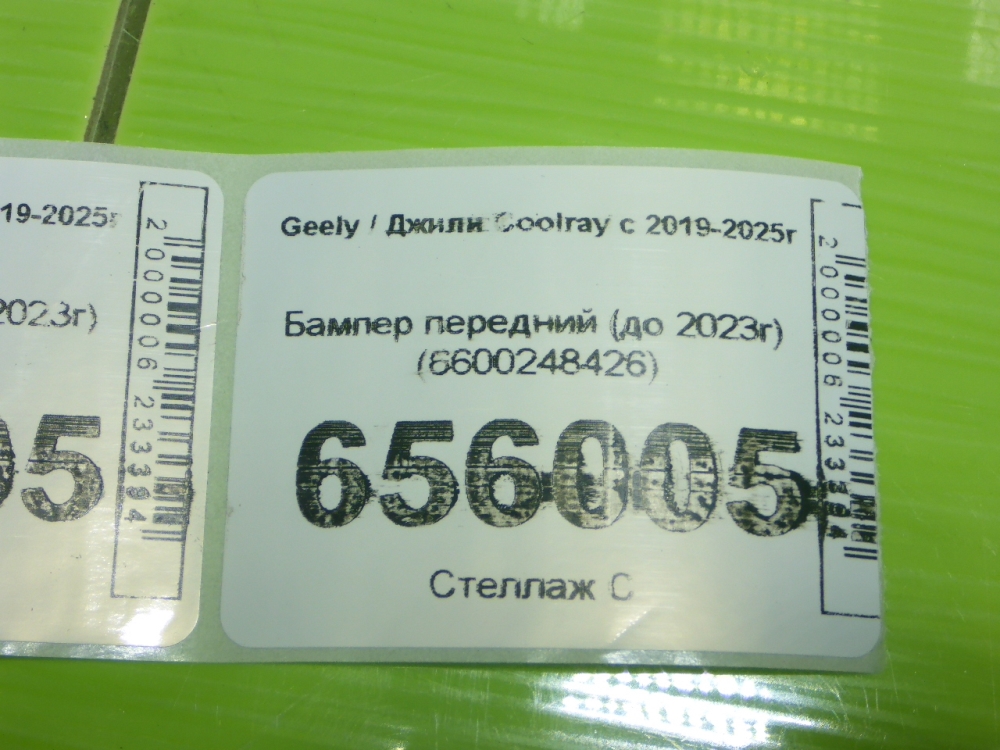 19-2025г
2023г)
05
2000006233394
Geely / Джили Coolray с 2019-2025г
Бампер передний (до 2023г)
(6600248426)
656005
Стеллаж С
2000006233394